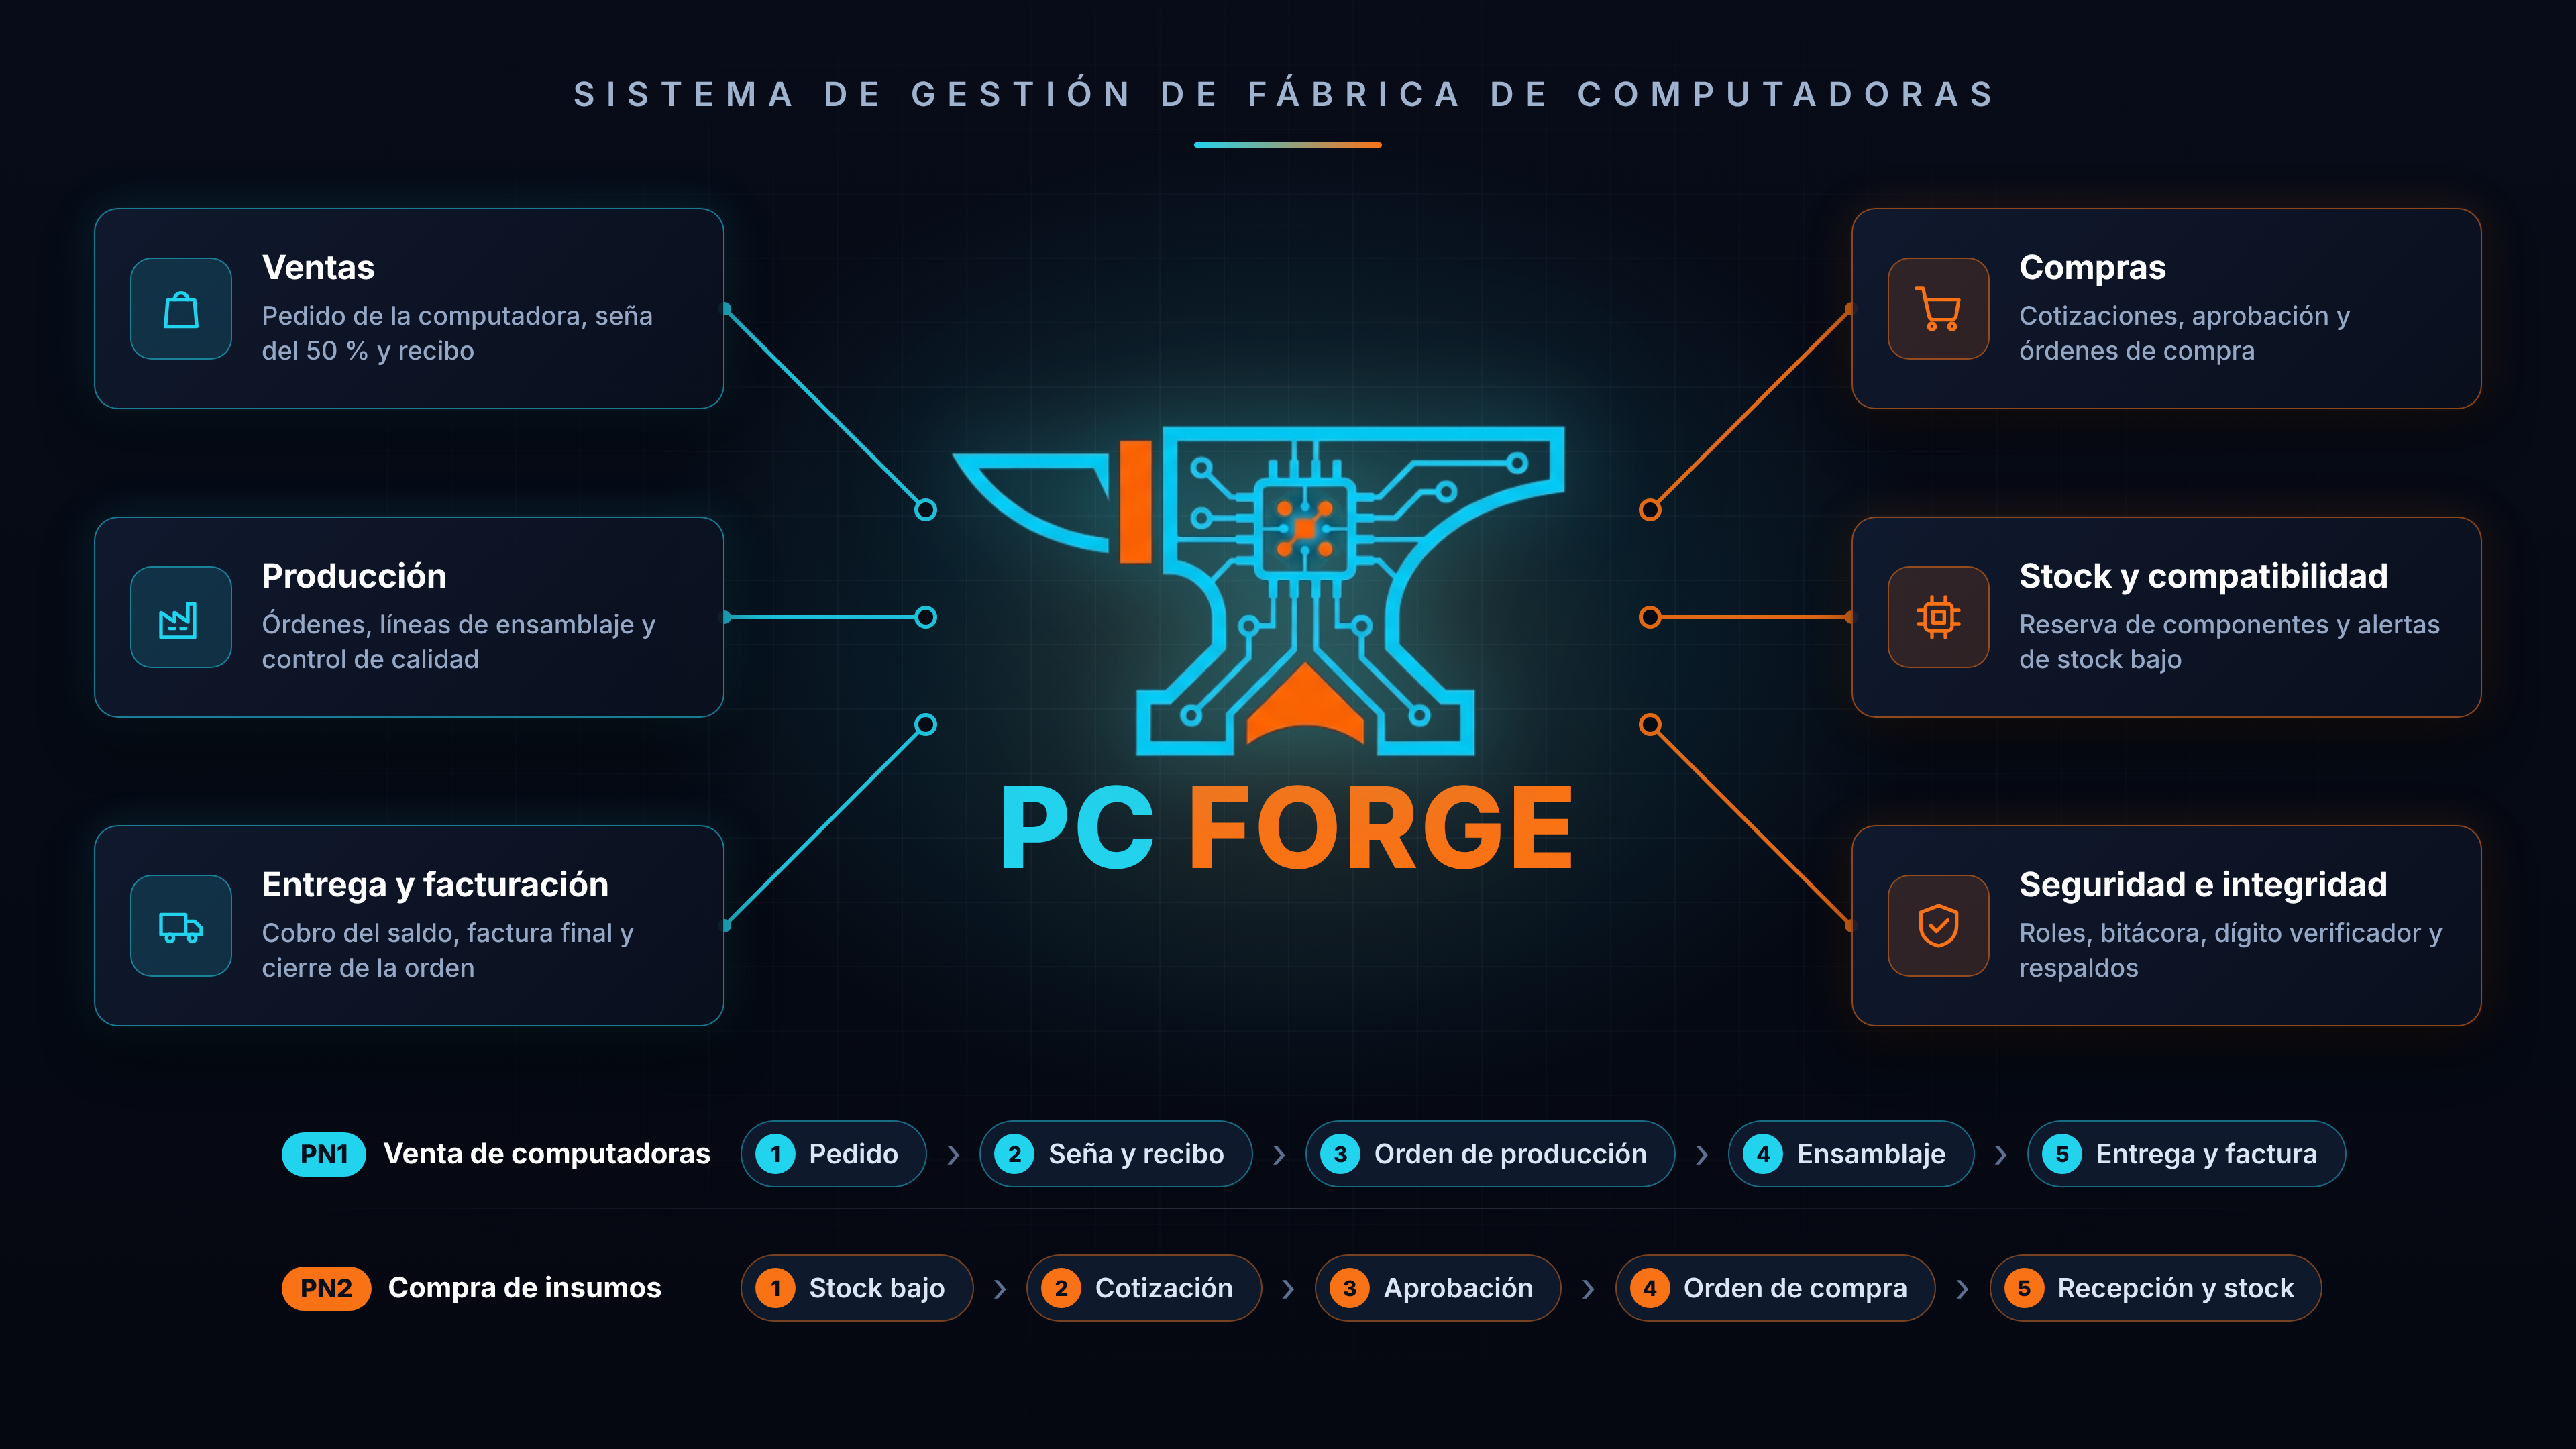 SISTEMA DE GESTIÓN DE FÁBRICA DE COMPUTADORAS
Ventas
Pedido de la computadora, seña
del 50 % y recibo
Producción
Órdenes, líneas de ensamblaje y
control de calidad
Entrega y facturación
Cobro del saldo, factura final y
cierre de la orden
PC FORGE
Compras
Cotizaciones, aprobación y
órdenes de compra
Stock y compatibilidad
Reserva de componentes y alertas
de stock bajo
Seguridad e integridad
Roles, bitácora, dígito verificador y
respaldos
PN1 Venta de computadoras 1 Pedido › 2 Seña y recibo › 3 Orden de producción › 4 Ensamblaje › 5 Entrega y factura
PN2 Compra de insumos 1 Stock bajo › 2 Cotización › 3 Aprobación › 4 Orden de compra › 5 Recepción y stock